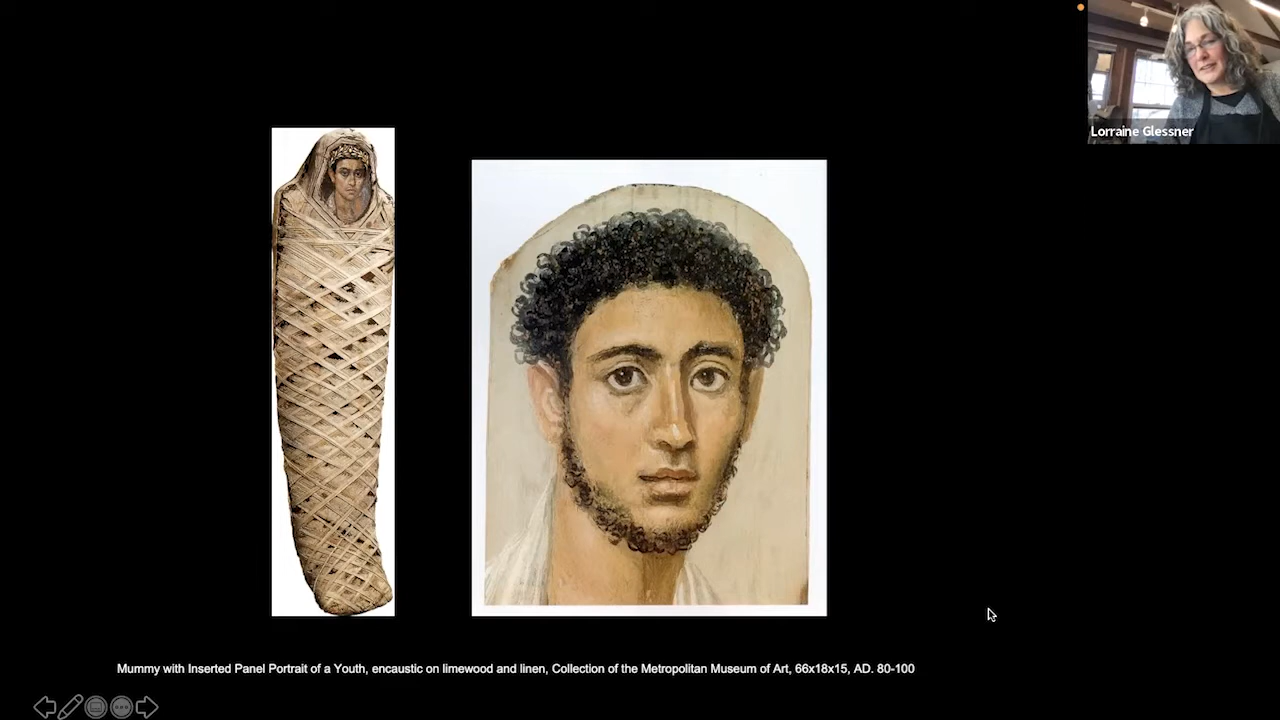 Lorraine Glessner
Mummy with Inserted Panel Portrait of a Youth, encaustic on limewood and linen, Collection of the Metropolitan Museum of Art, 66x18x15, AD. 80-100